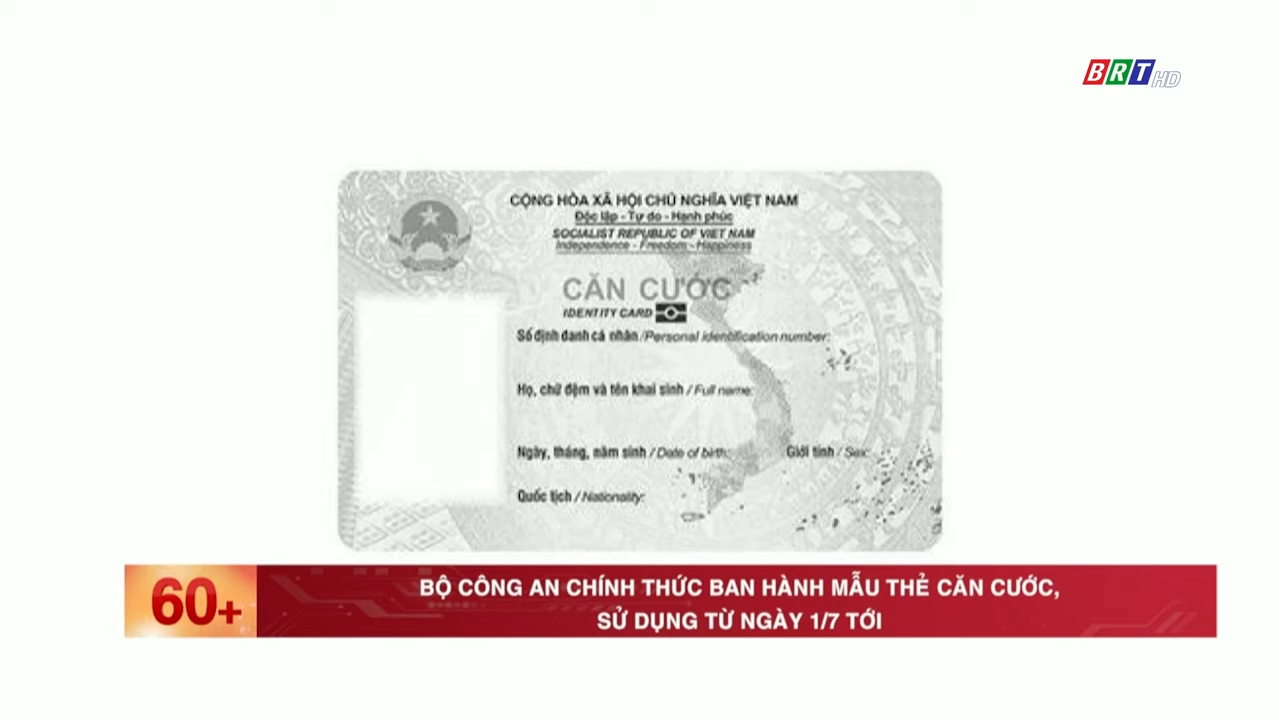 BRT HD
CỘNG HÒA XÃ HỘI CHỦ NGHĨA VIỆT NAM
Độc lập - Tự do - Hạnh phúc
SOCIALIST REPUBLIC OF VIET NAM
Independence - Freedom - Happiness
CĂN CƯỚC
IDENTITY CARD
Số định danh cá nhân /Personal identification number:
Họ, chữ đệm và tên khai sinh / Full name:
Ngày, tháng, năm sinh / Date of birth: Giới tính / Sex:
Quốc tịch / Nationality:
60+
BỘ CÔNG AN CHÍNH THỨC BAN HÀNH MẪU THẺ CĂN CƯỚC,
SỬ DỤNG TỪ NGÀY 1/7 TỚI